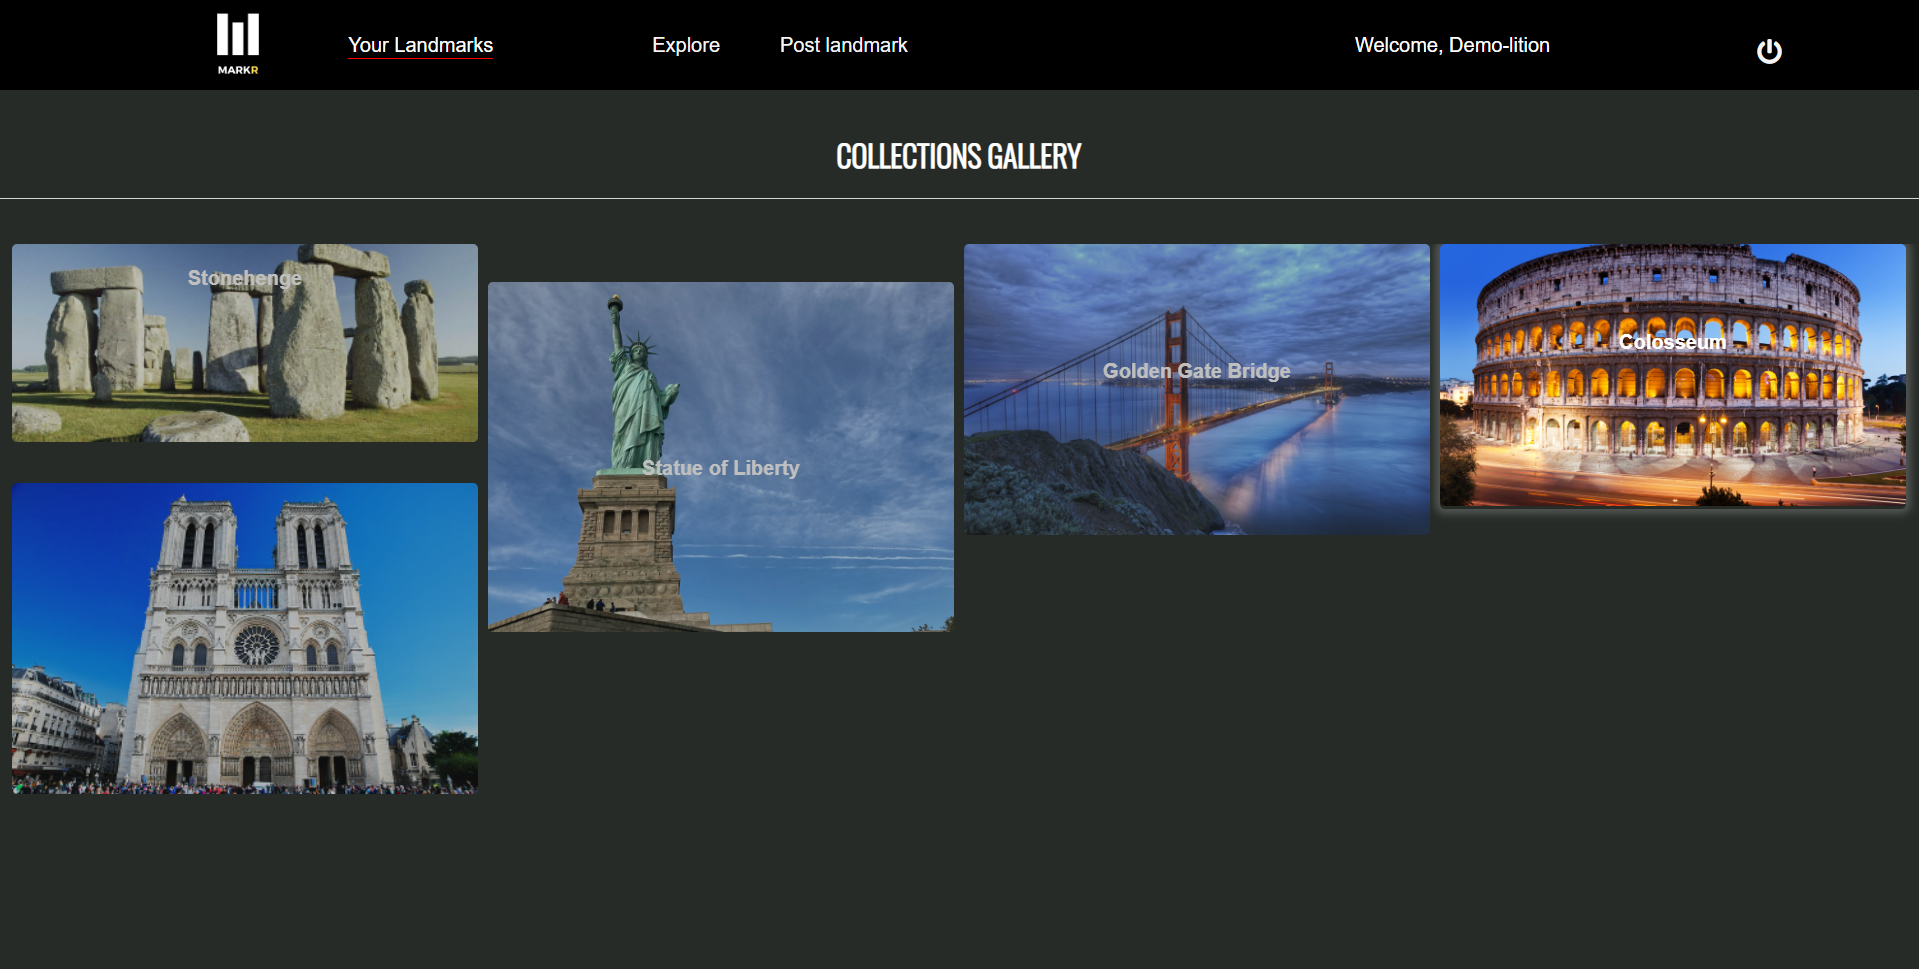 MARKR
Your Landmarks
Explore
Post landmark
Welcome, Demo-lition
COLLECTIONS GALLERY
Stonehenge
Statue of Liberty
Golden Gate Bridge
Colosseum